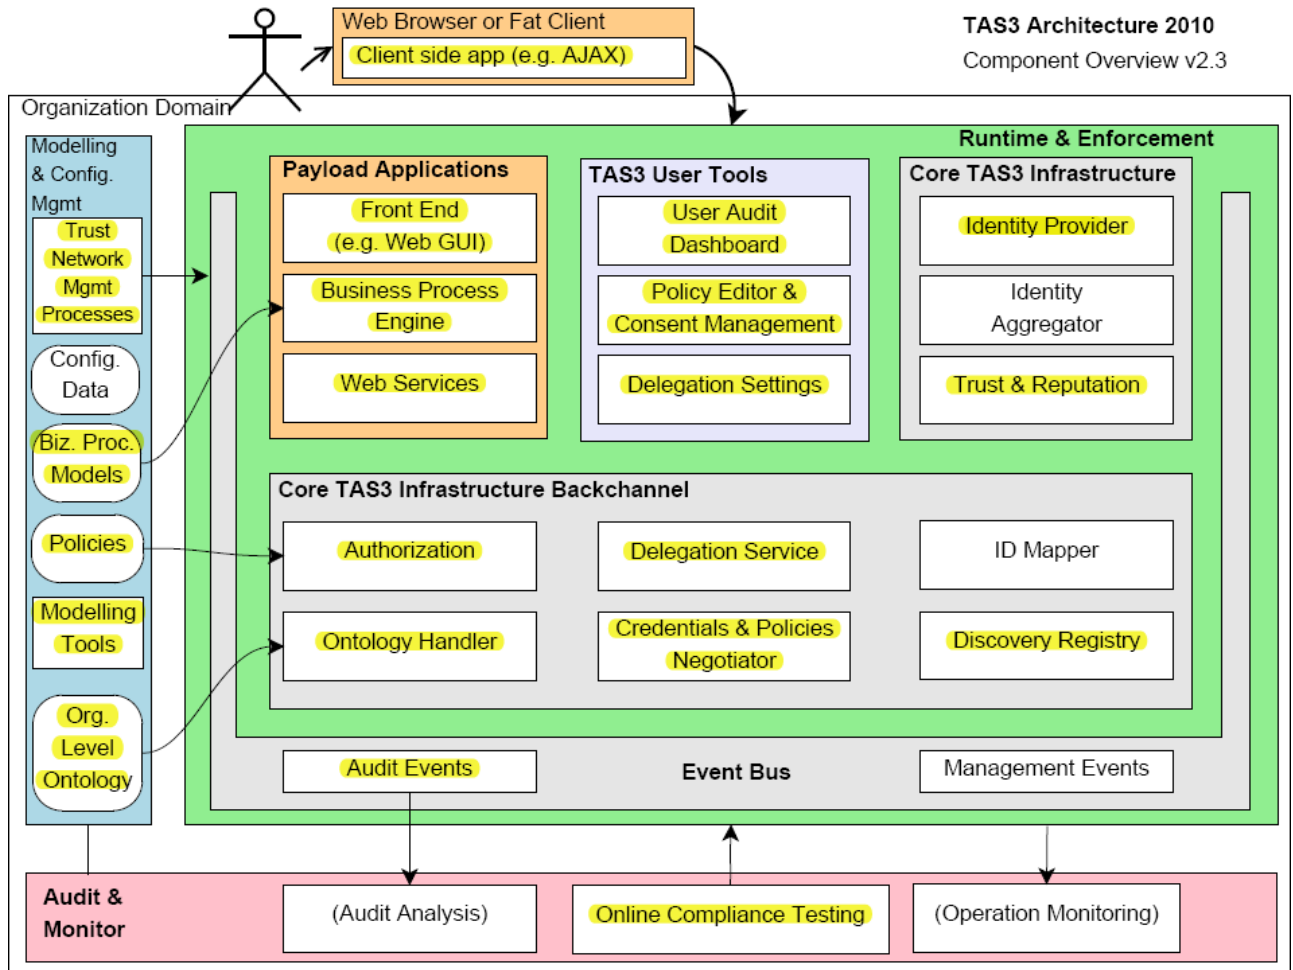 Web Browser or Fat Client
Client side app (e.g. AJAX)
TAS3 Architecture 2010
Component Overview v2.3
Organization Domain
Modelling
& Config.
Mgmt
Trust
Network
Mgmt
Processes
Config.
Data
Biz. Proc.
Models
Policies
Modelling
Tools
Org.
Level
Ontology
Runtime & Enforcement
Payload Applications
Front End
(e.g. Web GUI)
Business Process
Engine
Web Services
TAS3 User Tools
User Audit
Dashboard
Policy Editor &
Consent Management
Delegation Settings
Core TAS3 Infrastructure
Identity Provider
Identity
Aggregator
Trust & Reputation
Core TAS3 Infrastructure Backchannel
Authorization
Delegation Service
ID Mapper
Ontology Handler
Credentials & Policies
Negotiator
Discovery Registry
Audit Events
Event Bus
Management Events
Audit &
Monitor
(Audit Analysis)
Online Compliance Testing
(Operation Monitoring)